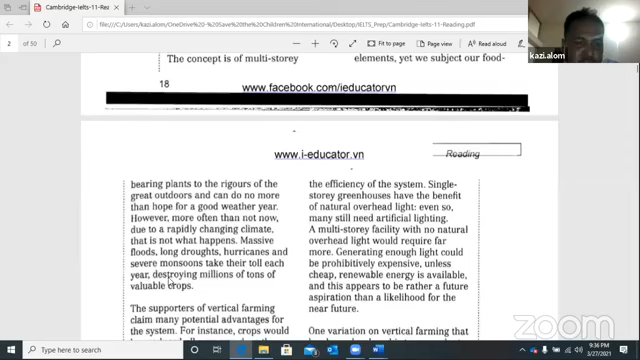 Cambridge-Ielts-11-Reading.pdf
file:///C:/Users/kazi.alom/OneDrive%20-%20Save%20the%20Children%20International/Desktop/IELTS_Prep/Cambridge-Ielts-11-Reading.pdf
2 of 50
Fit to page
Page view
Read aloud
kazi.alom
The concept is of multi-storey
elements, yet we subject our food-
18
www.facebook.com/ieducatorvn
www.i-educator.vn
Reading
bearing plants to the rigours of the
great outdoors and can do no more
than hope for a good weather year.
However, more often than not now,
due to a rapidly changing climate,
that is not what happens. Massive
floods, long droughts, hurricanes and
severe monsoons take their toll each
year, destroying millions of tons of
valuable crops.
The supporters of vertical farming
claim many potential advantages for
the system. For instance, crops would
the efficiency of the system. Single-
storey greenhouses have the benefit
of natural overhead light: even so,
many still need artificial lighting.
A multi-storey facility with no natural
overhead light would require far
more. Generating enough light could
be prohibitively expensive, unless
cheap, renewable energy is available,
and this appears to be rather a future
aspiration than a likelihood for the
near future.
One variation on vertical farming that
zoom
Type here to search
9:36 PM
3/27/2021